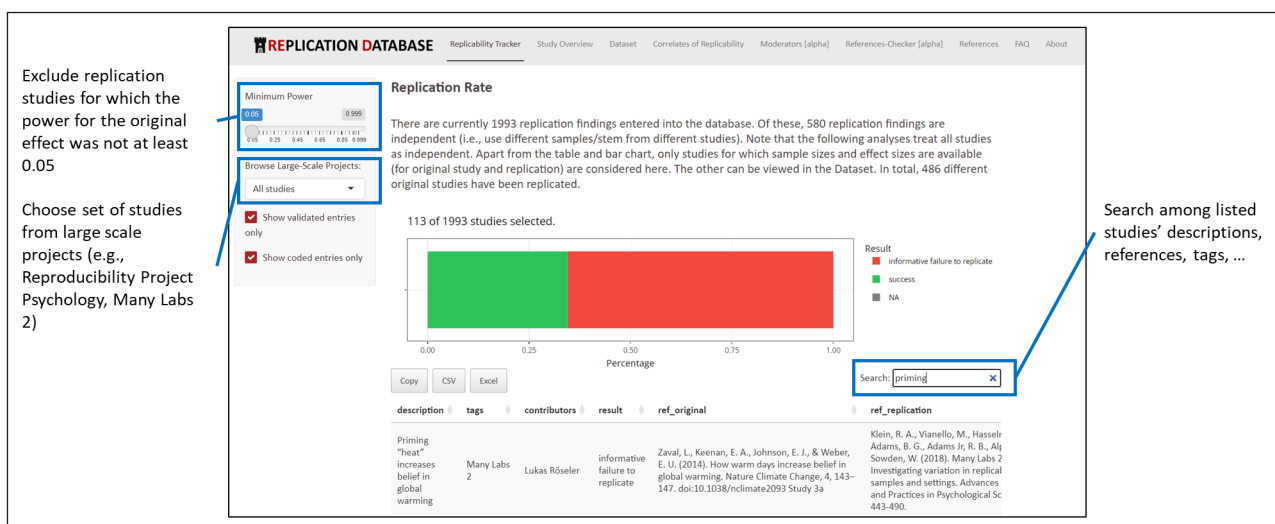 REPLICATION DATABASE
Replicability Tracker
Study Overview
Dataset
Correlates of Replicability
Moderators [alpha]
References-Checker [alpha]
References
FAQ
About
Exclude replication
studies for which the
power for the original
effect was not at least
0.05
Choose set of studies
from large scale
projects (e.g.,
Reproducibility Project
Psychology, Many Labs
2)
Minimum Power
0.05
0.999
0.05 0.25 0.45 0.65 0.85 0.999
Browse Large-Scale Projects:
All studies
Show validated entries
only
Show coded entries only
Replication Rate
There are currently 1993 replication findings entered into the database. Of these, 580 replication findings are
independent (i.e., use different samples/stem from different studies). Note that the following analyses treat all studies
as independent. Apart from the table and bar chart, only studies for which sample sizes and effect sizes are available
(for original study and replication) are considered here. The other can be viewed in the Dataset. In total, 486 different
original studies have been replicated.
113 of 1993 studies selected.
Result
informative failure to replicate
success
NA
0.00
0.25
0.50
0.75
1.00
Percentage
Copy
CSV
Excel
Search: priming
description
tags
contributors
result
ref_original
ref_replication
Priming
"heat"
increases
belief in
global
warming
Many Labs
2
Lukas Röseler
informative
failure to
replicate
Zaval, L., Keenan, E. A., Johnson, E. J., & Weber,
E. U. (2014). How warm days increase belief in
global warming. Nature Climate Change, 4, 143–
147. doi:10.1038/nclimate2093 Study 3a
Klein, R. A., Vianello, M., Hasselr
Adams, B. G., Adams Jr, R. B., Alp
Sowden, W. (2018). Many Labs 2
Investigating variation in replical
samples and settings. Advances
and Practices in Psychological Sc
443-490.
Search among listed
studies' descriptions,
references, tags, ...